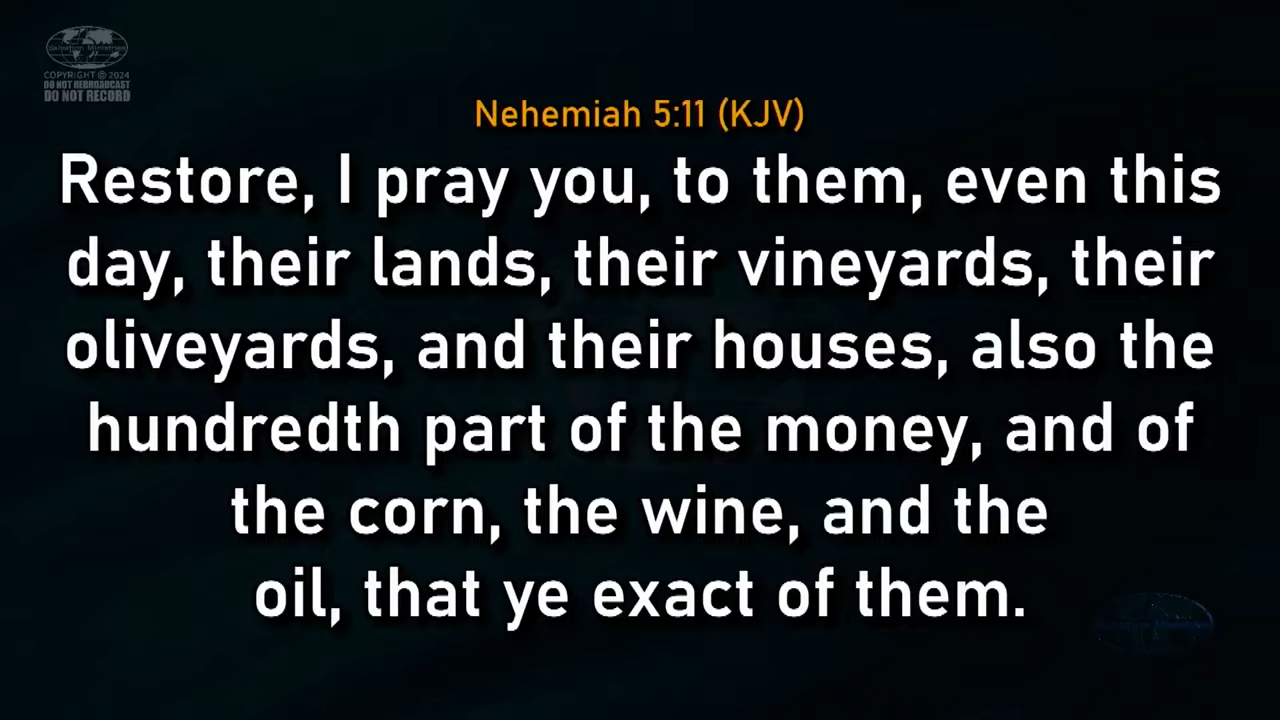 Salvation Ministries
COPYRIGHT © 2024
DO NOT REBROADCAST
DO NOT RECORD
Nehemiah 5:11 (KJV)
Restore, I pray you, to them, even this
day, their lands, their vineyards, their
oliveyards, and their houses, also the
hundredth part of the money, and of
the corn, the wine, and the
oil, that ye exact of them.